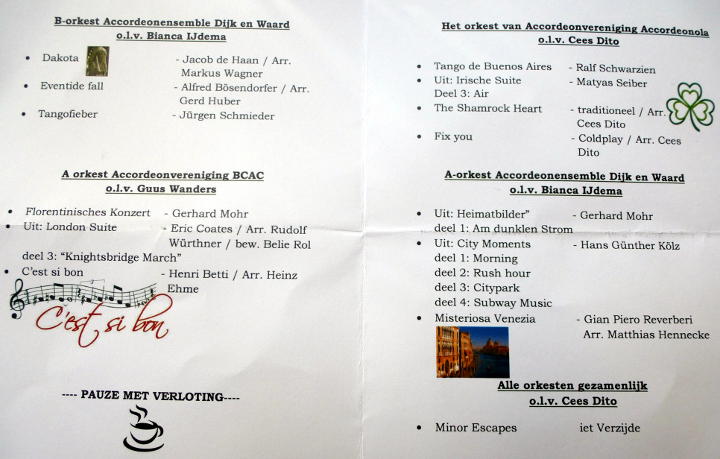 B-orkest Accordeonensemble Dijk en Waard
o.l.v. Bianca IJdema
• Dakota - Jacob de Haan / Arr.
Markus Wagner
• Eventide fall - Alfred Bösendorfer / Arr.
Gerd Huber
• Tangofieber - Jürgen Schmieder
A orkest Accordeonvereniging BCAC
o.l.v. Guus Wanders
• Florentinisches Konzert - Gerhard Mohr
• Uit: London Suite - Eric Coates / Arr. Rudolf
Würthner / bew. Belie Rol
deel 3: “Knightsbridge March”
• C'est si bon - Henri Betti / Arr. Heinz
Ehme
C'est si bon
---- PAUZE MET VERLOTING----
Het orkest van Accordeonvereniging Accordeonola
o.l.v. Cees Dito
• Tango de Buenos Aires - Ralf Schwarzien
• Uit: Irische Suite - Matyas Seiber
Deel 3: Air
• The Shamrock Heart - traditioneel / Arr.
Cees Dito
• Fix you - Coldplay / Arr. Cees
Dito
A-orkest Accordeonensemble Dijk en Waard
o.l.v. Bianca IJdema
• Uit: Heimatbilder” - Gerhard Mohr
deel 1: Am dunklen Strom
• Uit: City Moments - Hans Günther Kölz
deel 1: Morning
deel 2: Rush hour
deel 3: Citypark
deel 4: Subway Music
• Misteriosa Venezia - Gian Piero Reverberi
Arr. Matthias Hennecke
Alle orkesten gezamenlijk
o.l.v. Cees Dito
• Minor Escapes iet Verzijde